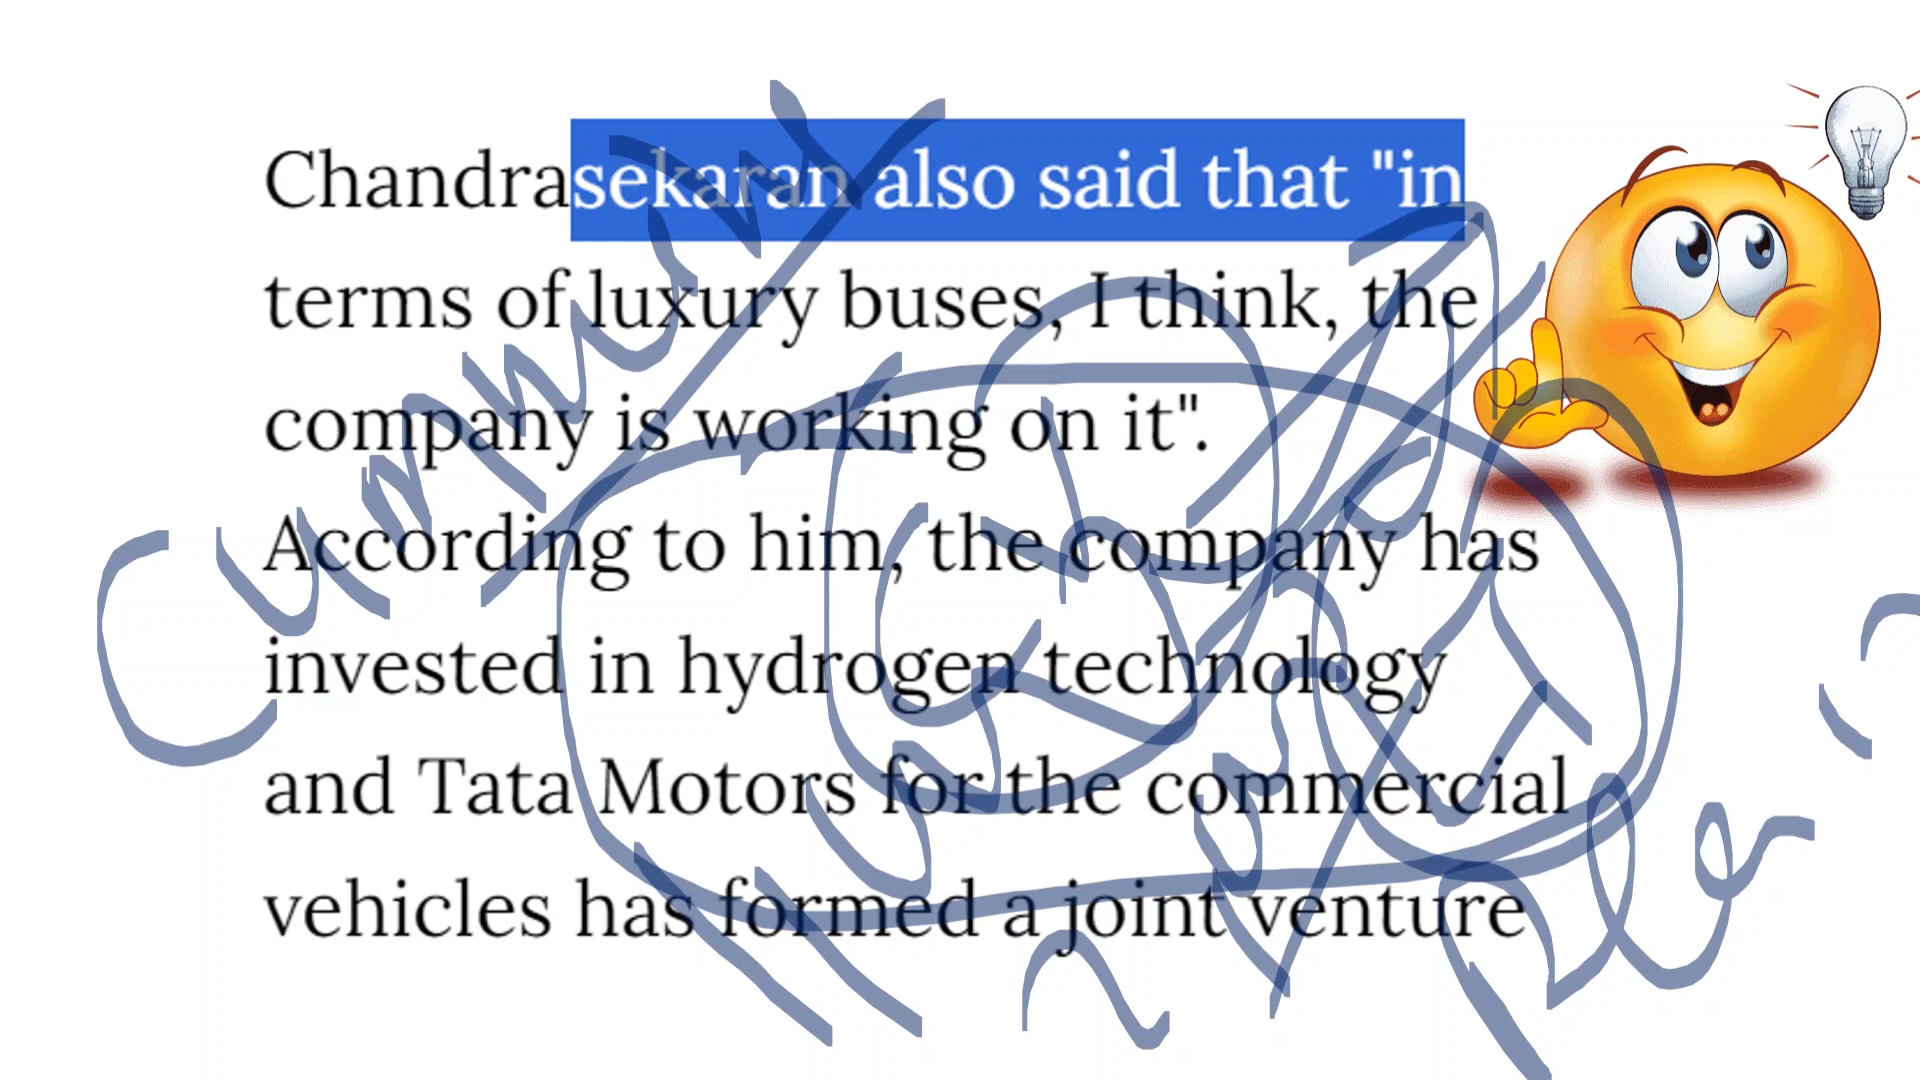 Chandrasekaran also said that "in
terms of luxury buses, I think, the
company is working on it".
According to him, the company has
invested in hydrogen technology
and Tata Motors for the commercial
vehicles has formed a joint venture